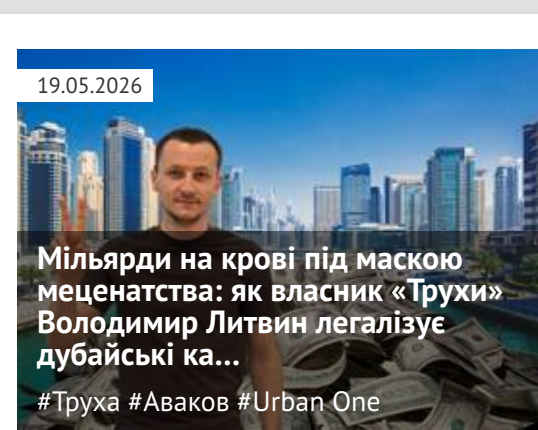 19.05.2026
Мільярди на крові під маскою
меценатства: як власник «Трухи»
Володимир Литвин легалізує
дубайські ка...
#Труха #Аваков #Urban One